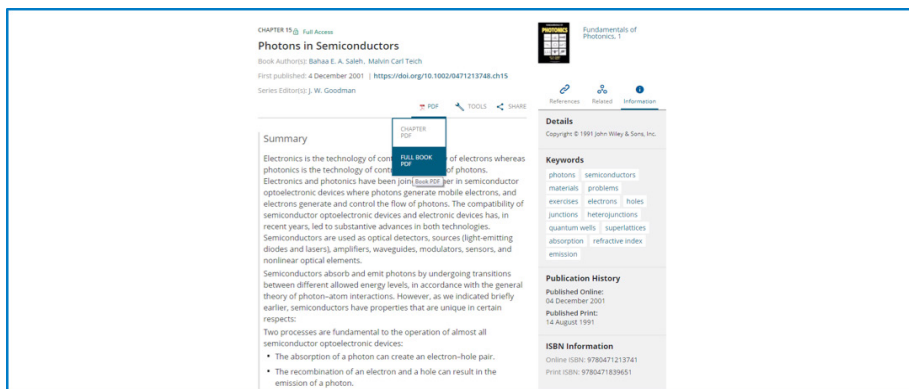 CHAPTER 15 Full Access
Photons in Semiconductors
Book Author(s): Bahaa E. A. Saleh, Malvin Carl Teich
First published: 4 December 2001 | https://doi.org/10.1002/0471213748.ch15
Series Editor(s): J. W. Goodman
PDF TOOLS SHARE
CHAPTER
PDF
FULL BOOK
PDF
Book PDF
Summary
Electronics is the technology of cont of electrons whereas
photonics is the technology of cont of photons.
Electronics and photonics have been join er in semiconductor
optoelectronic devices where photons generate mobile electrons, and
electrons generate and control the flow of photons. The compatibility of
semiconductor optoelectronic devices and electronic devices has, in
recent years, led to substantive advances in both technologies.
Semiconductors are used as optical detectors, sources (light-emitting
diodes and lasers), amplifiers, waveguides, modulators, sensors, and
nonlinear optical elements.
Semiconductors absorb and emit photons by undergoing transitions
between different allowed energy levels, in accordance with the general
theory of photon–atom interactions. However, as we indicated briefly
earlier, semiconductors have properties that are unique in certain
respects:
Two processes are fundamental to the operation of almost all
semiconductor optoelectronic devices:
• The absorption of a photon can create an electron–hole pair.
• The recombination of an electron and a hole can result in the
emission of a photon.
PHOTONICS
Fundamentals of
Photonics, 1
References Related Information
Details
Copyright © 1991 John Wiley & Sons, Inc.
Keywords
photons semiconductors
materials problems
exercises electrons holes
junctions heterojunctions
quantum wells superlattices
absorption refractive index
emission
Publication History
Published Online:
04 December 2001
Published Print:
14 August 1991
ISBN Information
Online ISBN: 9780471213741
Print ISBN: 9780471839651